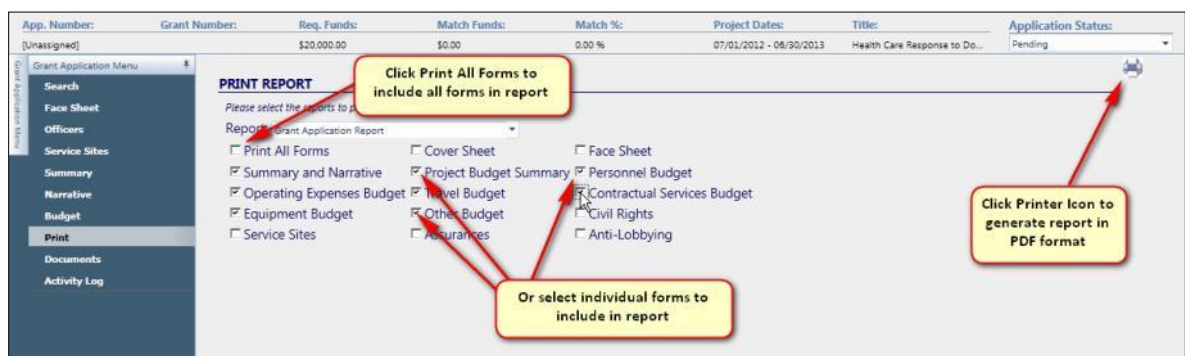 App. Number: Grant Number: Req. Funds: Match Funds: Match %: Project Dates: Title: Application Status:
[Unassigned] $20,000.00 $0.00 0.00 % 07/01/2012 - 06/30/2013 Health Care Response to Do... Pending
Grant Application Menu
Grant Application Menu
Search
Face Sheet
Officers
Service Sites
Summary
Narrative
Budget
Print
Documents
Activity Log
PRINT REPORT
Please select the reports to p
Report: Grant Application Report
Print All Forms Cover Sheet Face Sheet
Summary and Narrative Project Budget Summary Personnel Budget
Operating Expenses Budget Travel Budget Contractual Services Budget
Equipment Budget Other Budget Civil Rights
Service Sites Assurances Anti-Lobbying
Click Print All Forms to
include all forms in report
Click Printer Icon to
generate report in
PDF format
Or select individual forms to
include in report